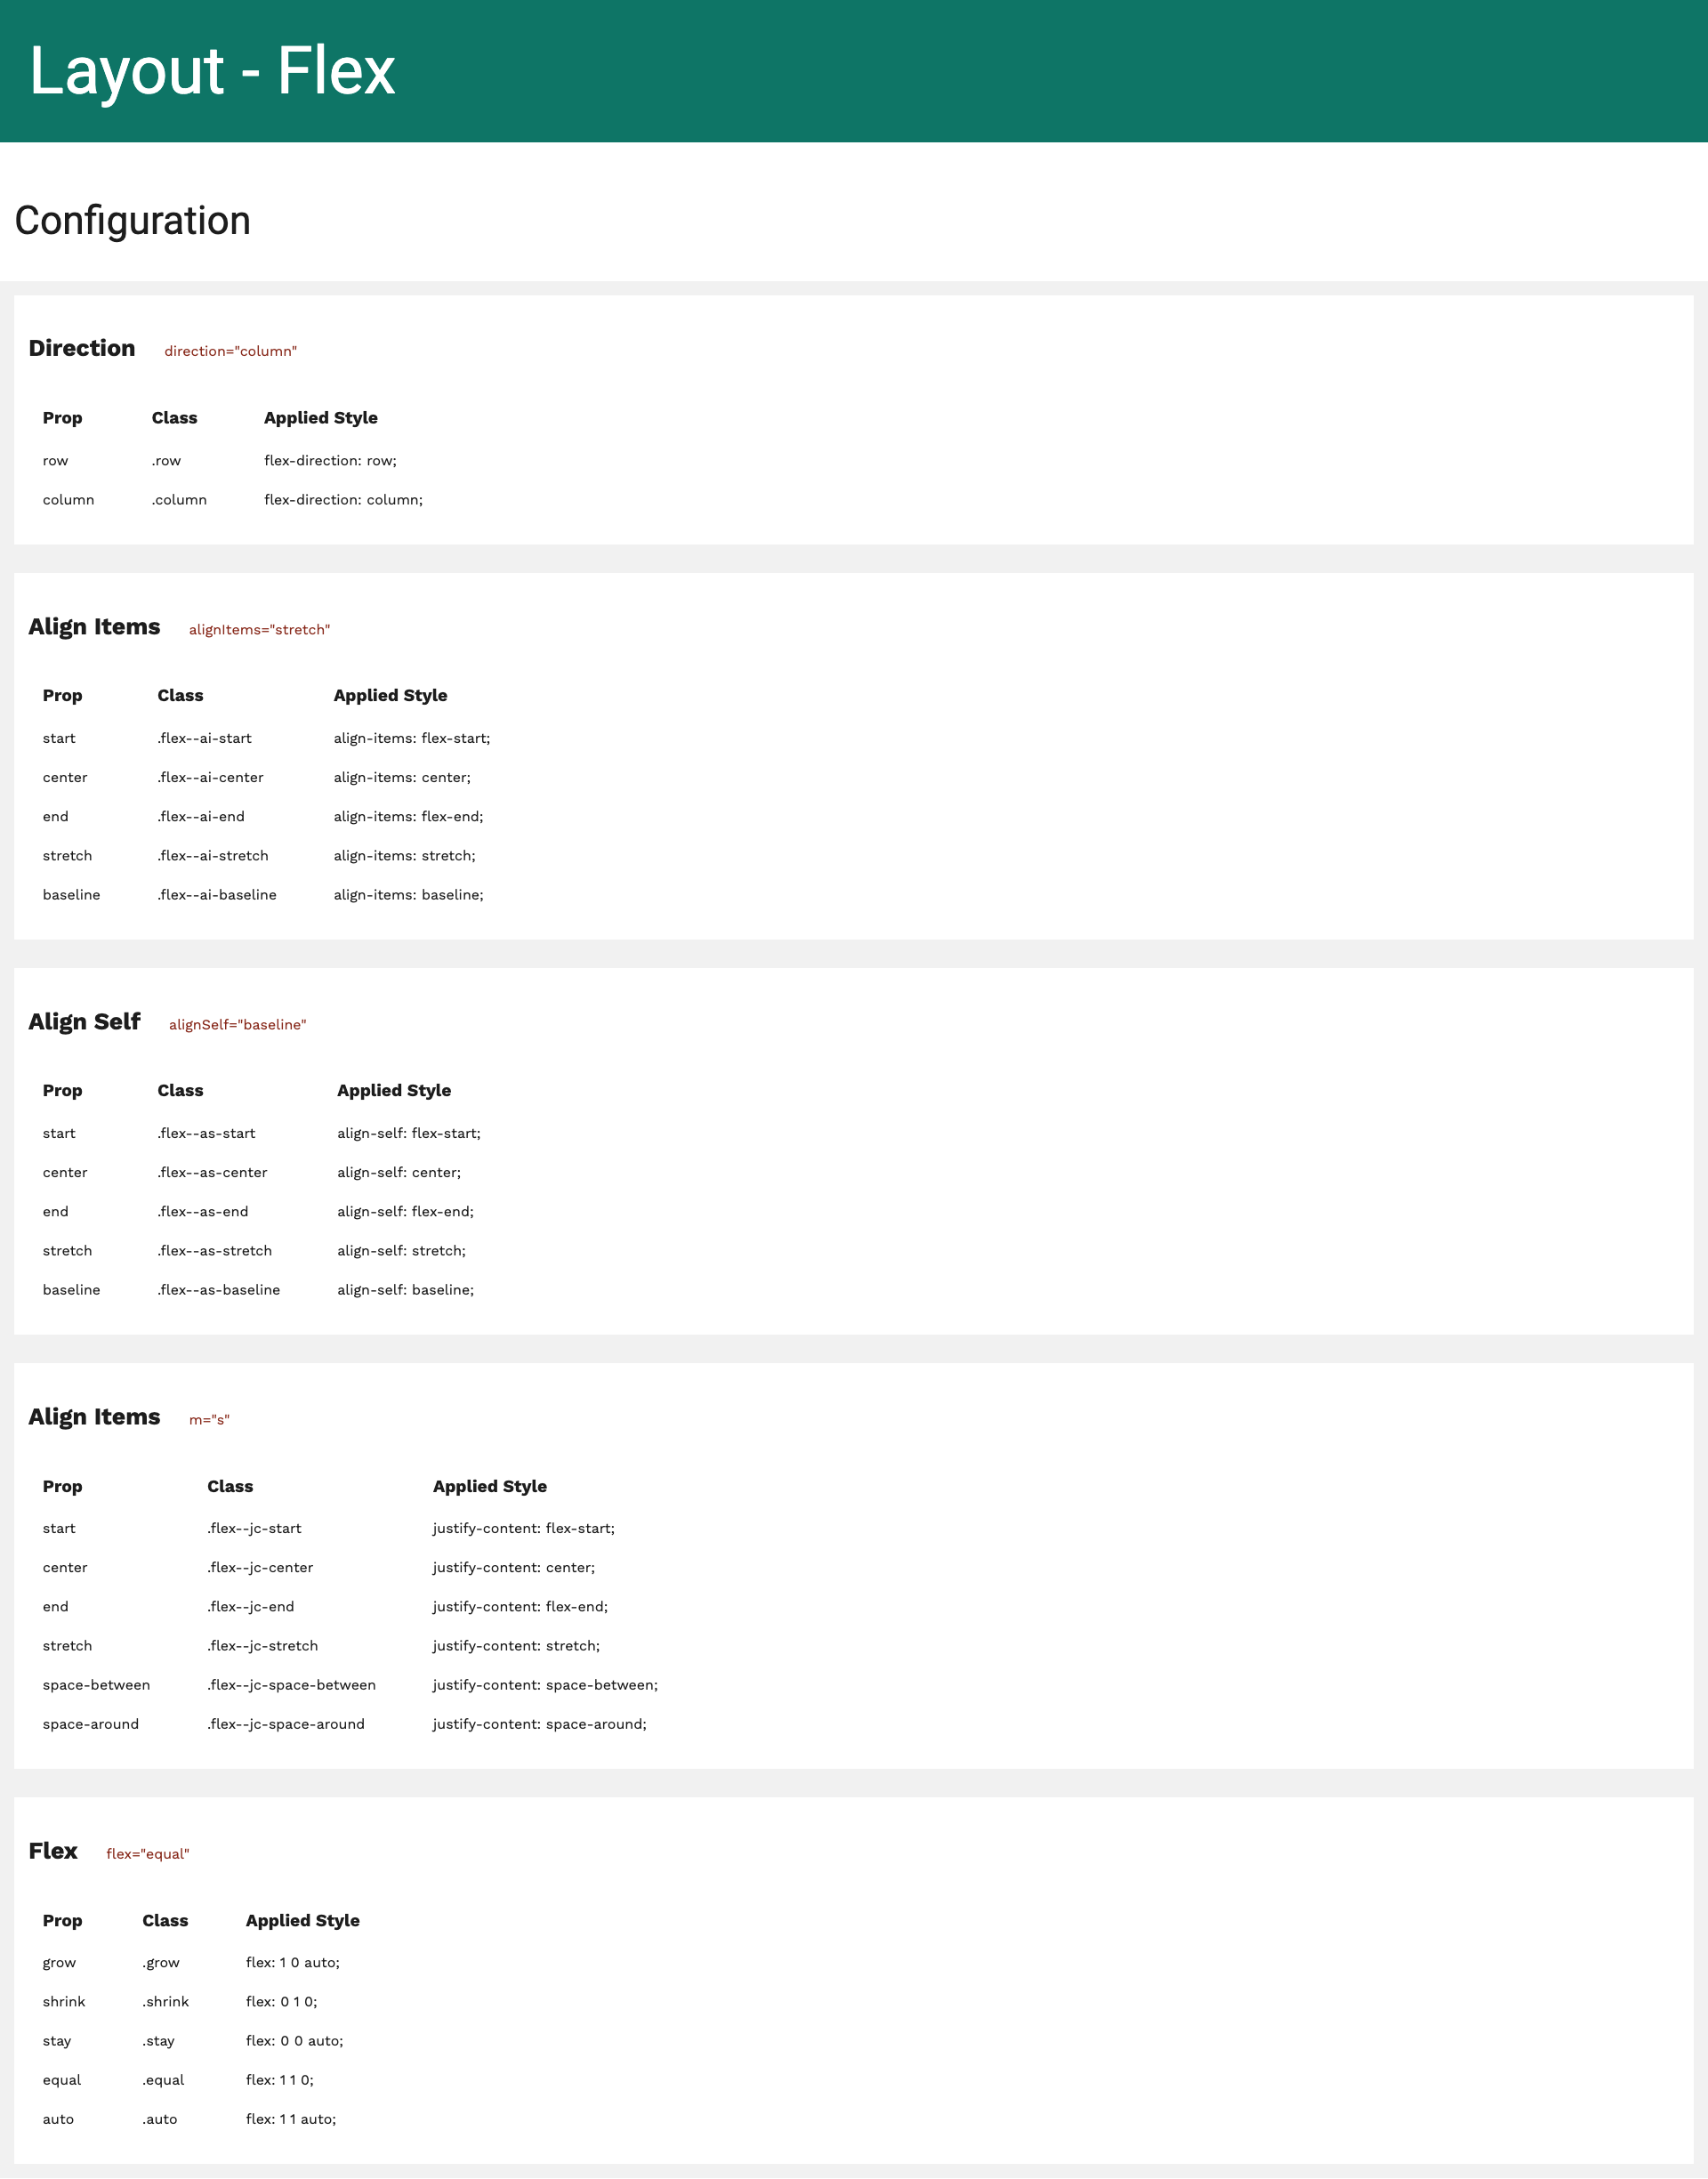 Layout - Flex
Configuration
Direction direction="column"
Prop Class Applied Style
row .row flex-direction: row;
column .column flex-direction: column;
Align Items alignItems="stretch"
Prop Class Applied Style
start .flex--ai-start align-items: flex-start;
center .flex--ai-center align-items: center;
end .flex--ai-end align-items: flex-end;
stretch .flex--ai-stretch align-items: stretch;
baseline .flex--ai-baseline align-items: baseline;
Align Self alignSelf="baseline"
Prop Class Applied Style
start .flex--as-start align-self: flex-start;
center .flex--as-center align-self: center;
end .flex--as-end align-self: flex-end;
stretch .flex--as-stretch align-self: stretch;
baseline .flex--as-baseline align-self: baseline;
Align Items m="s"
Prop Class Applied Style
start .flex--jc-start justify-content: flex-start;
center .flex--jc-center justify-content: center;
end .flex--jc-end justify-content: flex-end;
stretch .flex--jc-stretch justify-content: stretch;
space-between .flex--jc-space-between justify-content: space-between;
space-around .flex--jc-space-around justify-content: space-around;
Flex flex="equal"
Prop Class Applied Style
grow .grow flex: 1 0 auto;
shrink .shrink flex: 0 1 0;
stay .stay flex: 0 0 auto;
equal .equal flex: 1 1 0;
auto .auto flex: 1 1 auto;